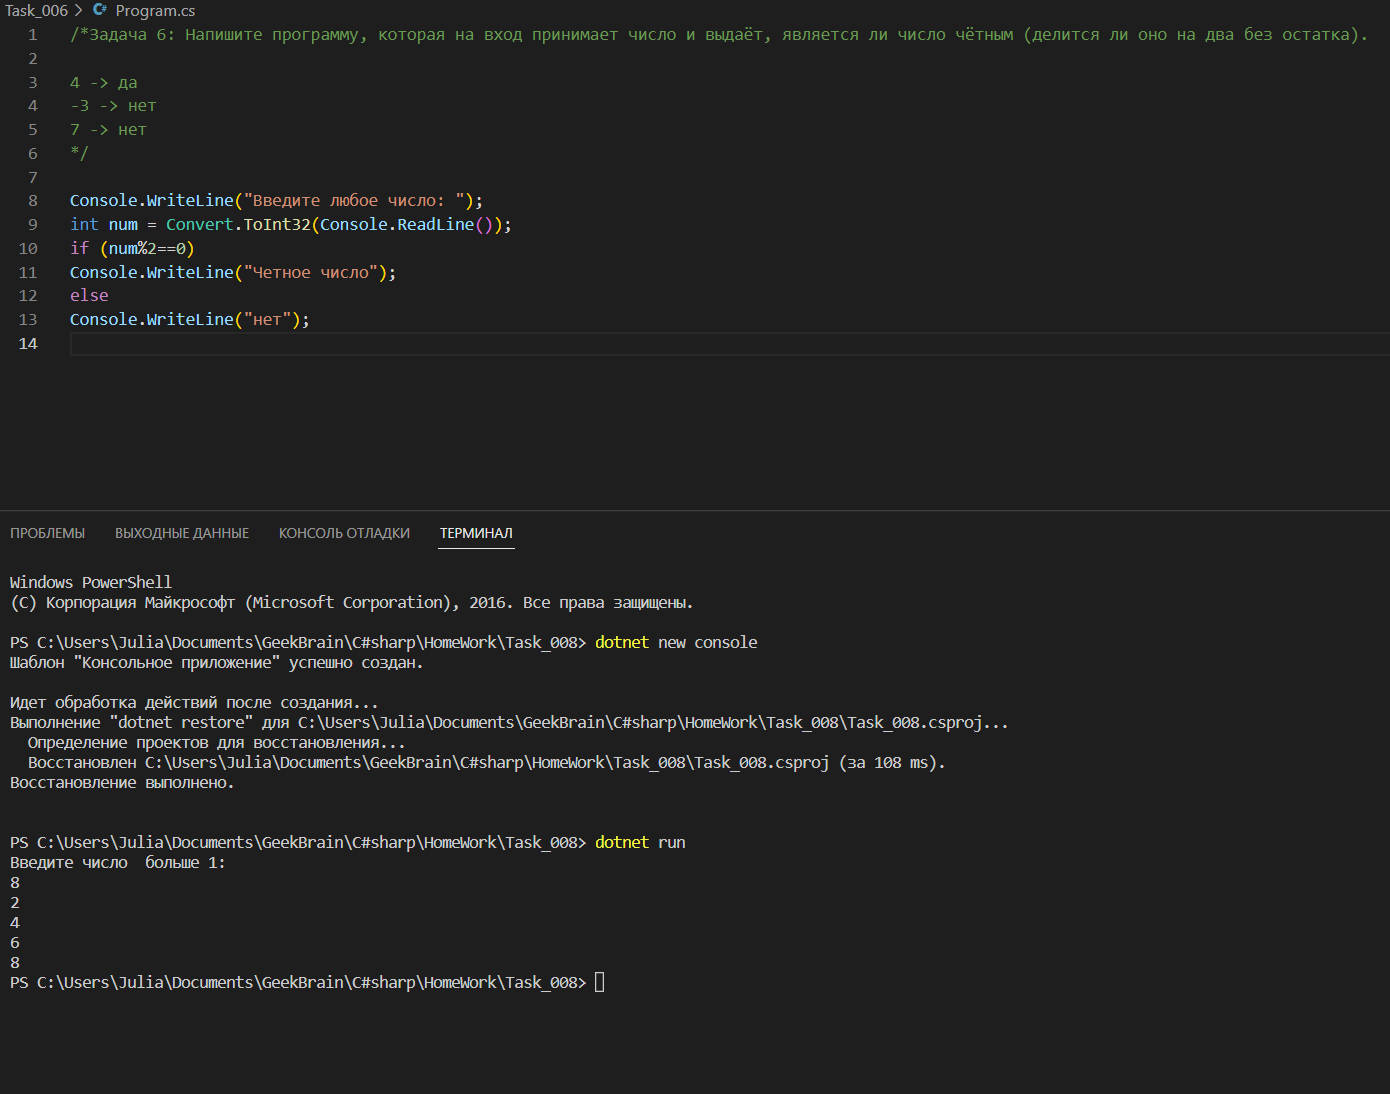 Task_006 > C# Program.cs
1 /*Задача 6: Напишите программу, которая на вход принимает число и выдаёт, является ли число чётным (делится ли оно на два без остатка).
2
3 4 -> да
4 -3 -> нет
5 7 -> нет
6 */
7
8 Console.WriteLine("Введите любое число: ");
9 int num = Convert.ToInt32(Console.ReadLine());
10 if (num%2==0)
11 Console.WriteLine("Четное число");
12 else
13 Console.WriteLine("нет");
14
ПРОБЛЕМЫ ВЫХОДНЫЕ ДАННЫЕ КОНСОЛЬ ОТЛАДКИ ТЕРМИНАЛ
Windows PowerShell
(C) Корпорация Майкрософт (Microsoft Corporation), 2016. Все права защищены.
PS C:\Users\Julia\Documents\GeekBrain\C#sharp\HomeWork\Task_008> dotnet new console
Шаблон "Консольное приложение" успешно создан.
Идет обработка действий после создания...
Выполнение "dotnet restore" для C:\Users\Julia\Documents\GeekBrain\C#sharp\HomeWork\Task_008\Task_008.csproj...
Определение проектов для восстановления...
Восстановлен C:\Users\Julia\Documents\GeekBrain\C#sharp\HomeWork\Task_008\Task_008.csproj (за 108 ms).
Восстановление выполнено.
PS C:\Users\Julia\Documents\GeekBrain\C#sharp\HomeWork\Task_008> dotnet run
Введите число  больше 1:
8
2
4
6
8
PS C:\Users\Julia\Documents\GeekBrain\C#sharp\HomeWork\Task_008>